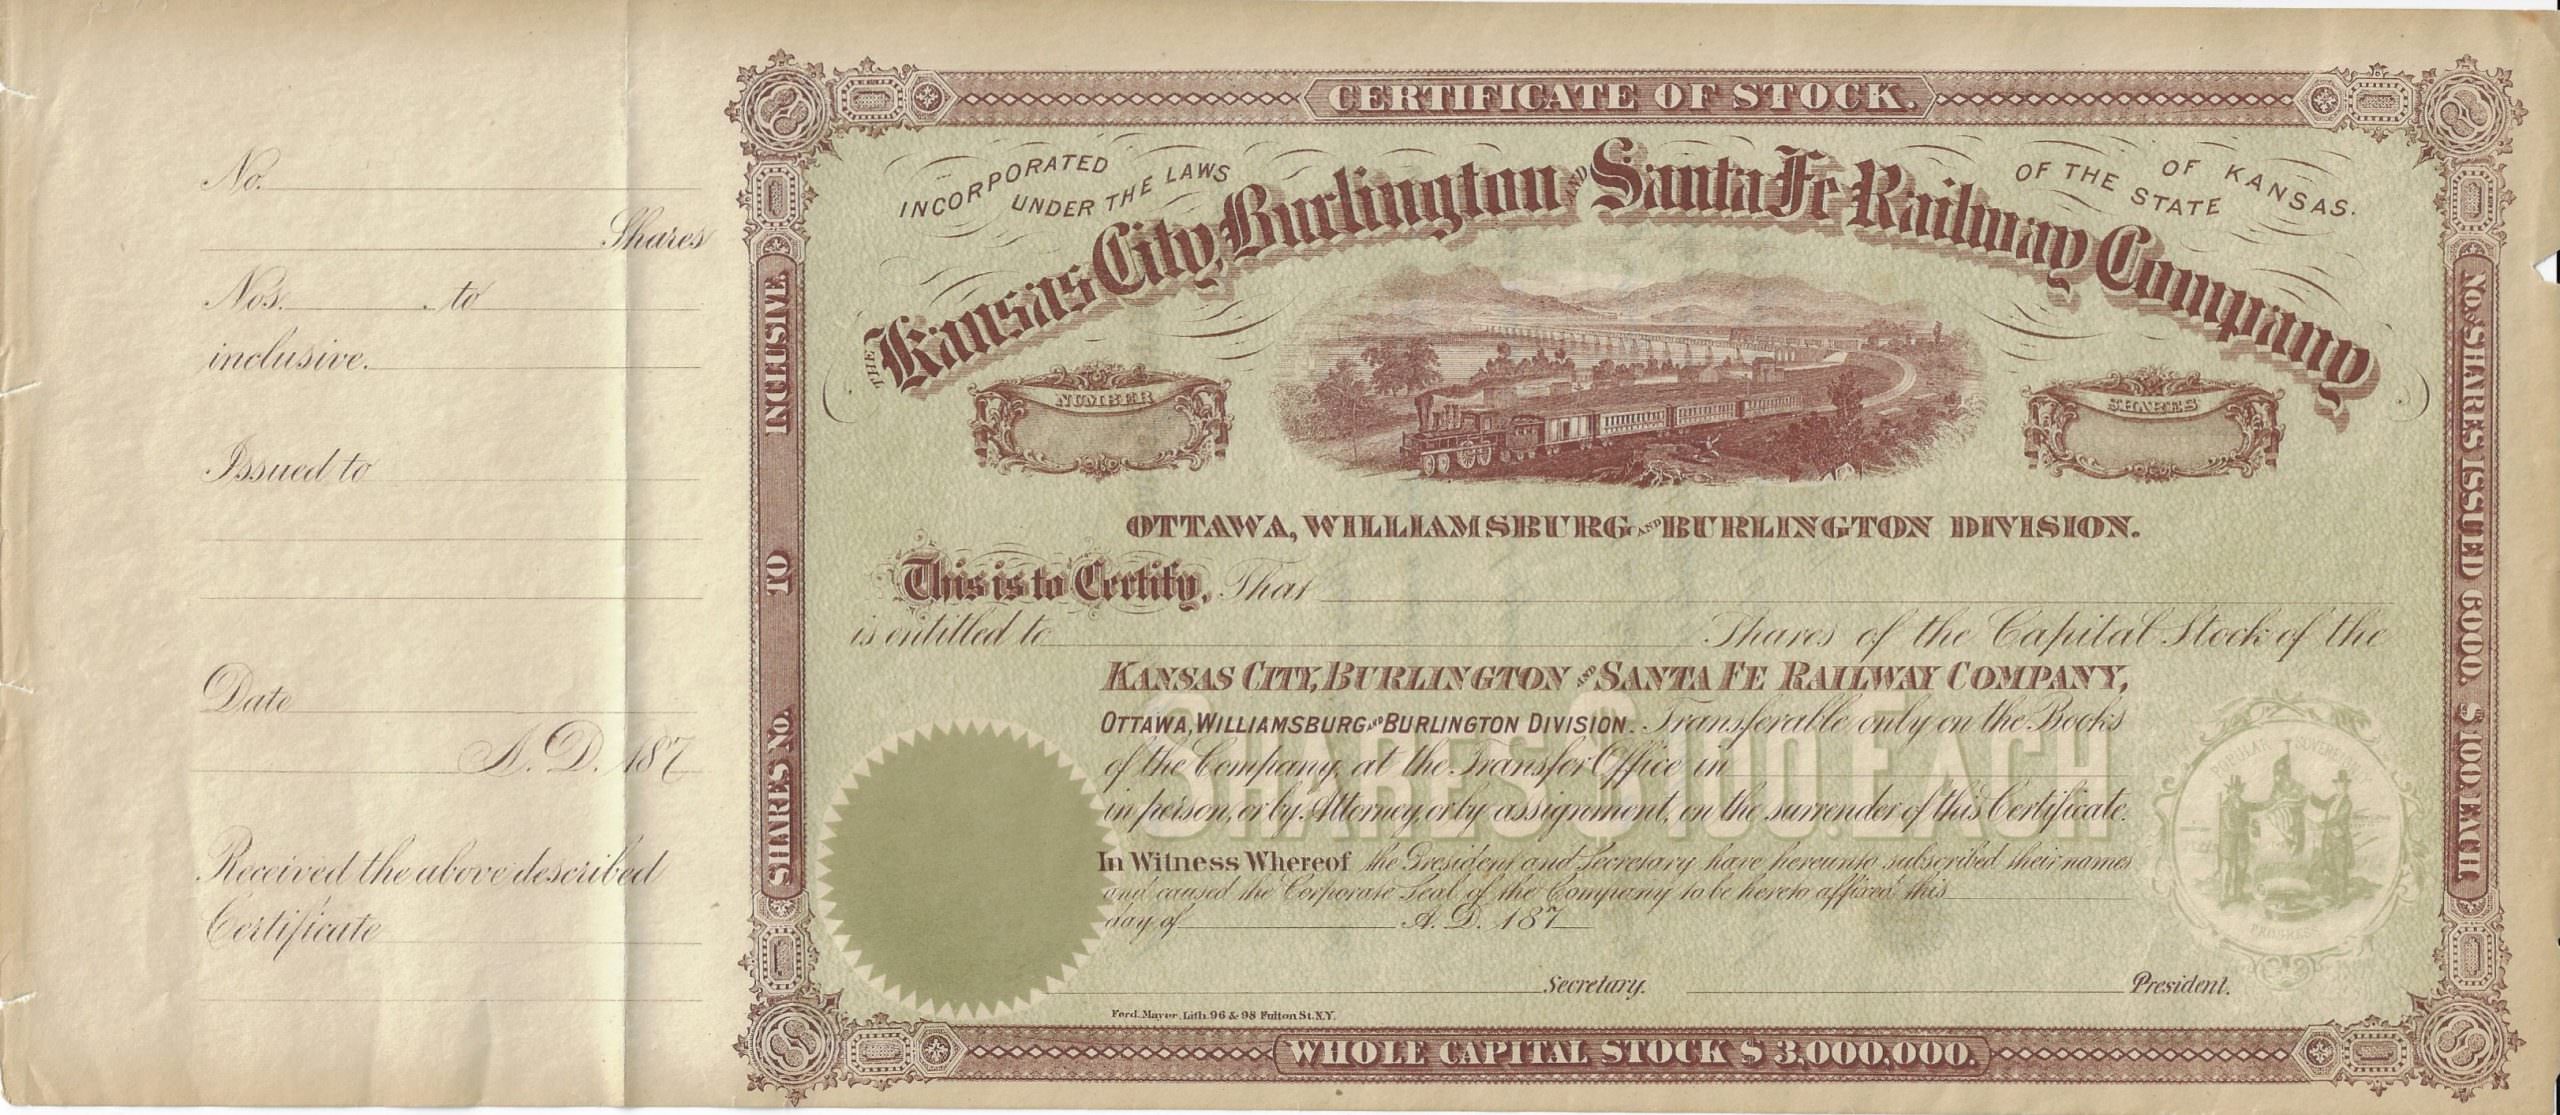 No.
Shares
Nos. to
inclusive.
Issued to
Date
A. D. 187
Received the above described
Certificate
CERTIFICATE OF STOCK.
INCORPORATED UNDER THE LAWS OF THE STATE OF KANSAS.
THE Kansas City, Burlington AND Santa Fe Railway Company
NUMBER
SHARES
OTTAWA, WILLIAMSBURG AND BURLINGTON DIVISION.
This is to Certify, That
is entitled to Shares of the Capital Stock of the
KANSAS CITY, BURLINGTON AND SANTA FE RAILWAY COMPANY,
OTTAWA, WILLIAMSBURG AND BURLINGTON DIVISION. Transferable only on the Books
of the Company, at the Transfer Office in
in person, or by Attorney, or by assignment, on the surrender of this Certificate.
SHARES $100. EACH
In Witness Whereof the President and Secretary have hereunto subscribed their names
and caused the Corporate Seal of the Company to be hereto affixed this
day of A. D. 187
Secretary. President.
Ferd. Mayer, Lith. 96 & 98 Fulton St. N.Y.
WHOLE CAPITAL STOCK $ 3,000,000.
SHARES No. TO INCLUSIVE.
No. OF SHARES ISSUED 6000. $ 100. EACH.
POPULAR
PROGRESS